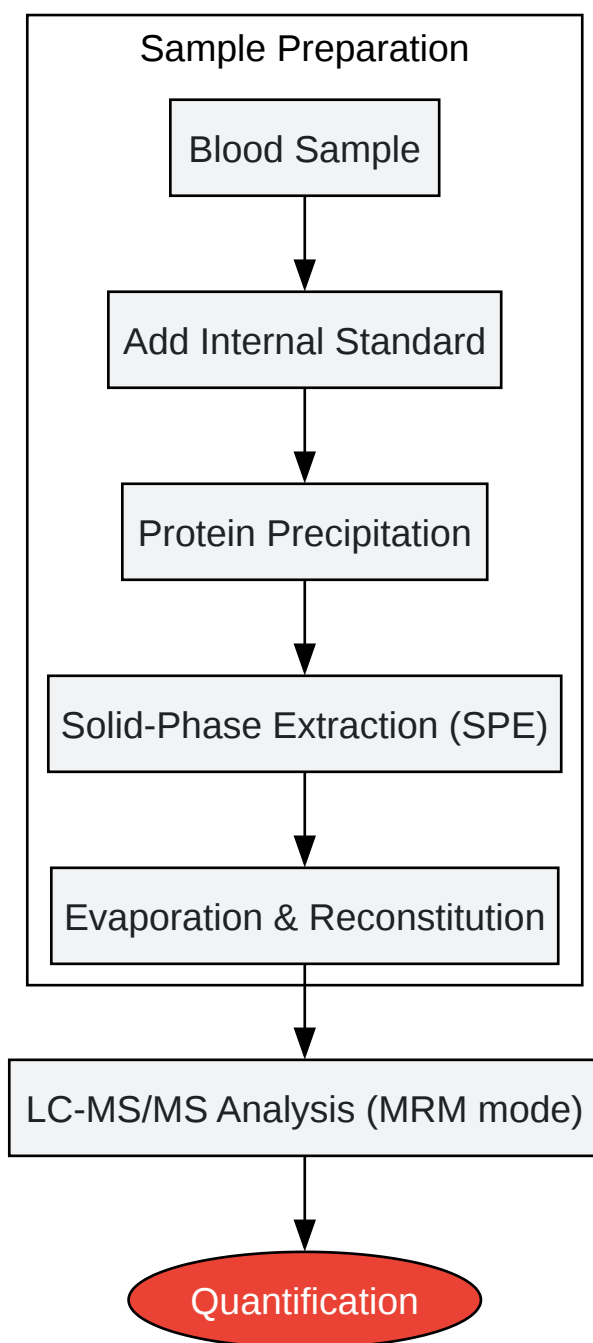 Sample Preparation
Blood Sample
Add Internal Standard
Protein Precipitation
Solid-Phase Extraction (SPE)
Evaporation & Reconstitution
LC-MS/MS Analysis (MRM mode)
Quantification